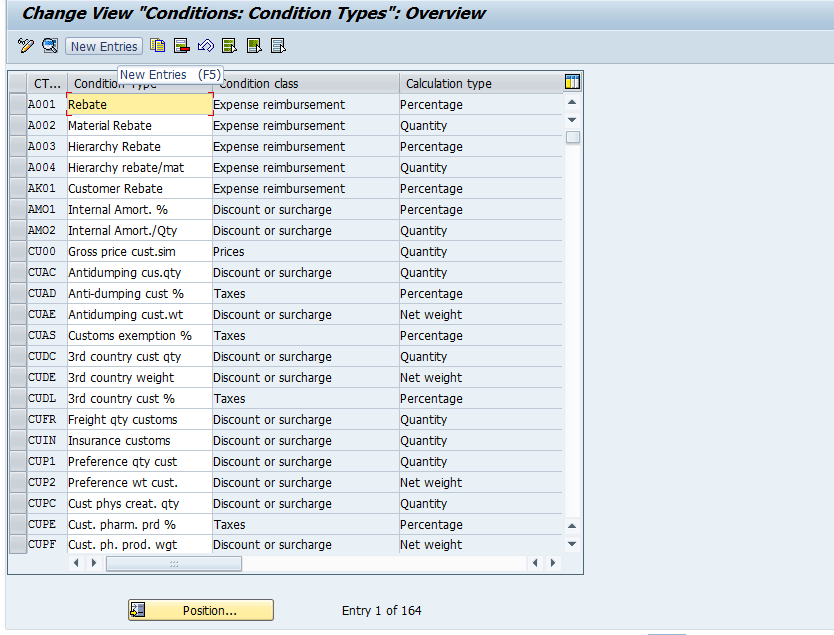 Change View "Conditions: Condition Types": Overview
New Entries
New Entries (F5)
CT... Condition Type Condition class Calculation type
A001 Rebate Expense reimbursement Percentage
A002 Material Rebate Expense reimbursement Quantity
A003 Hierarchy Rebate Expense reimbursement Percentage
A004 Hierarchy rebate/mat Expense reimbursement Quantity
AK01 Customer Rebate Expense reimbursement Percentage
AMO1 Internal Amort. % Discount or surcharge Percentage
AMO2 Internal Amort./Qty Discount or surcharge Quantity
CU00 Gross price cust.sim Prices Quantity
CUAC Antidumping cus.qty Discount or surcharge Quantity
CUAD Anti-dumping cust % Taxes Percentage
CUAE Antidumping cust.wt Discount or surcharge Net weight
CUAS Customs exemption % Taxes Percentage
CUDC 3rd country cust qty Discount or surcharge Quantity
CUDE 3rd country weight Discount or surcharge Net weight
CUDL 3rd country cust % Taxes Percentage
CUFR Freight qty customs Discount or surcharge Quantity
CUIN Insurance customs Discount or surcharge Quantity
CUP1 Preference qty cust Discount or surcharge Quantity
CUP2 Preference wt cust. Discount or surcharge Net weight
CUPC Cust phys creat. qty Discount or surcharge Quantity
CUPE Cust. pharm. prd % Taxes Percentage
CUPF Cust. ph. prod. wgt Discount or surcharge Net weight
Position... Entry 1 of 164